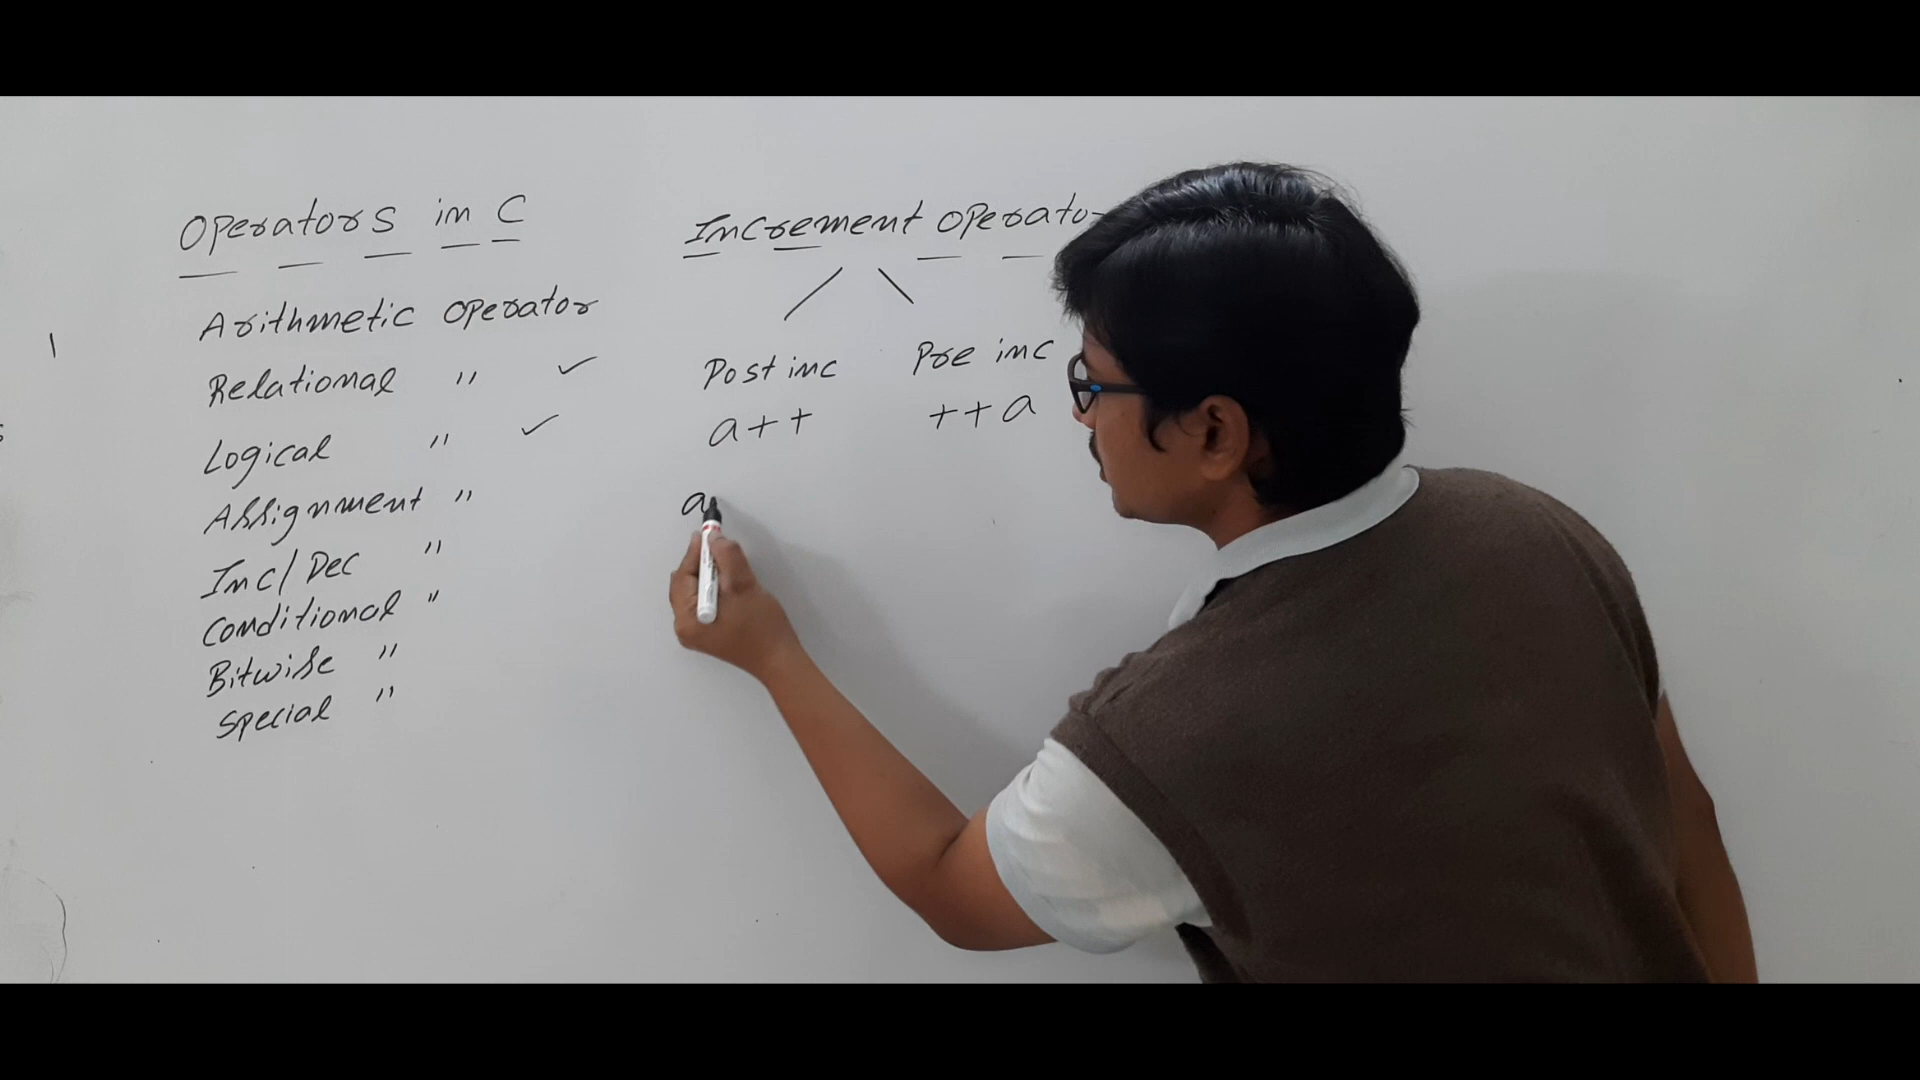 Operators in C
Arithmetic Operator
Relational " ✓
Logical " ✓
Assignment "
Inc/Dec "
Conditional "
Bitwise "
Special "
Increment Operato
Post inc Pre inc
a++ ++a
a